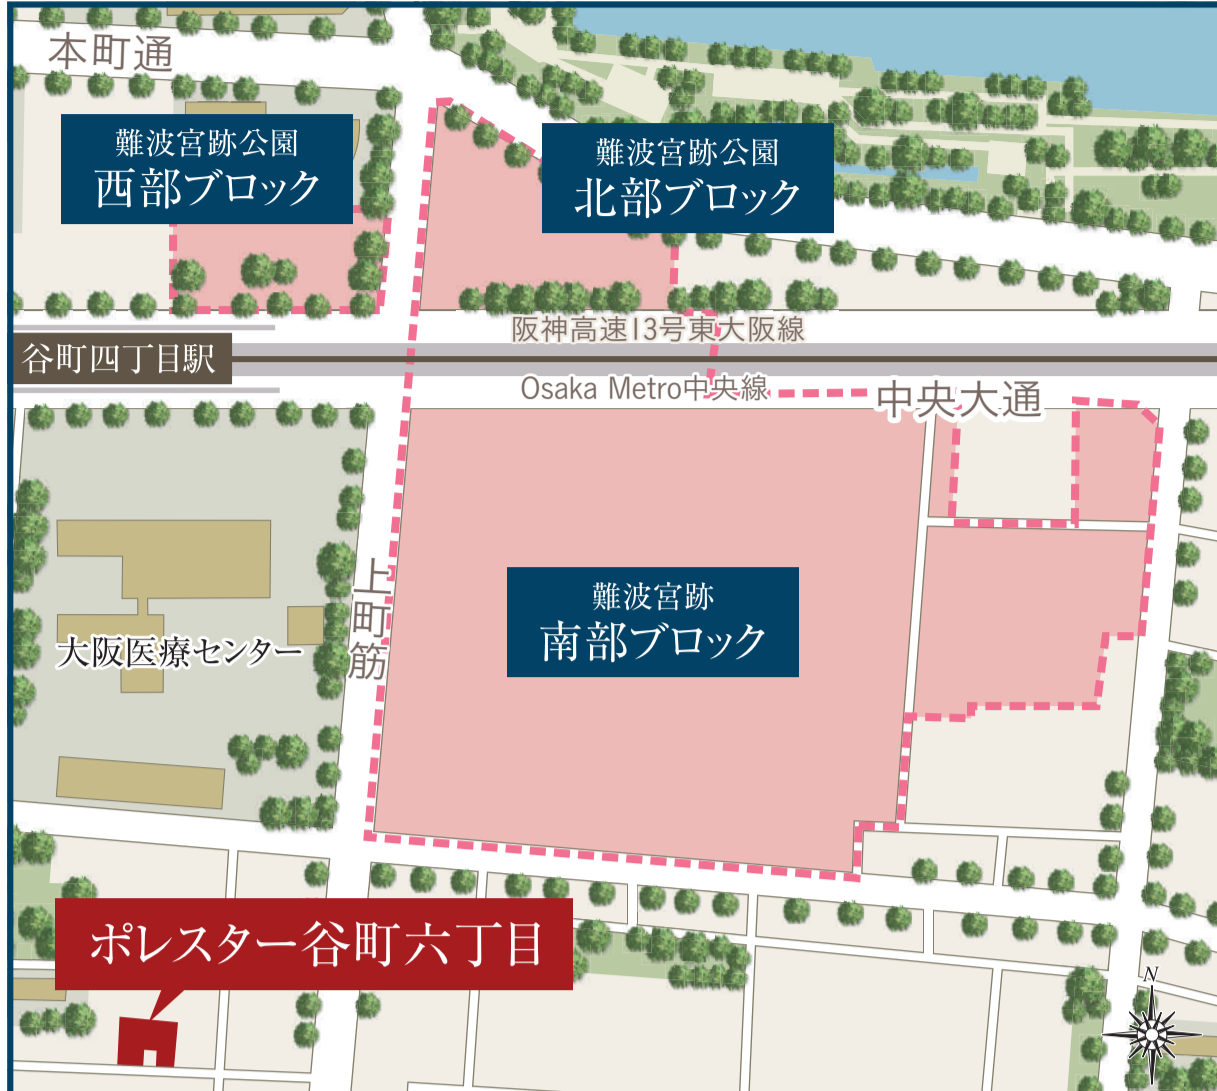 本町通
難波宮跡公園
西部ブロック
難波宮跡公園
北部ブロック
阪神高速13号東大阪線
谷町四丁目駅
Osaka Metro中央線
中央大通
上町筋
難波宮跡
南部ブロック
大阪医療センター
ポレスター谷町六丁目
N